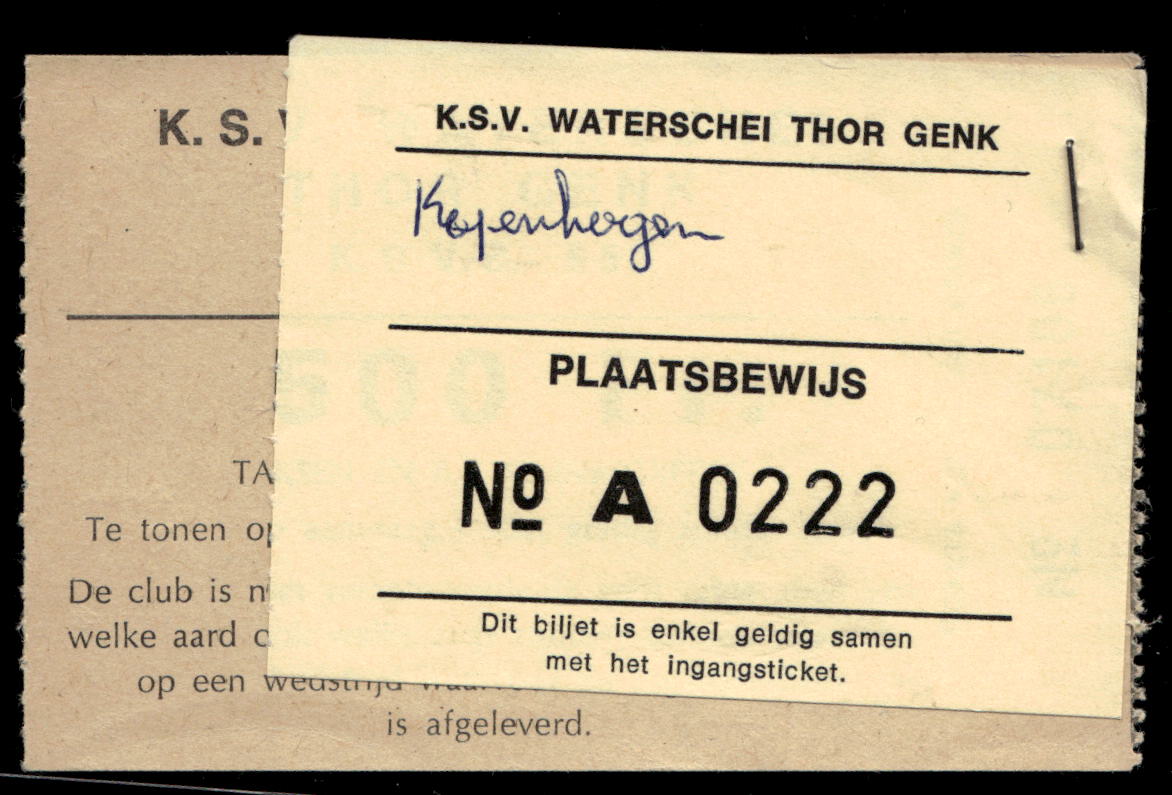 K.S.V. WATERSCHEI THOR GENK
Kopenhagen
PLAATSBEWIJS
Nº A 0222
Dit biljet is enkel geldig samen
met het ingangsticket.
K. S.
Te tonen
De club is
welke aard
op een wedstrijd
is afgeleverd.